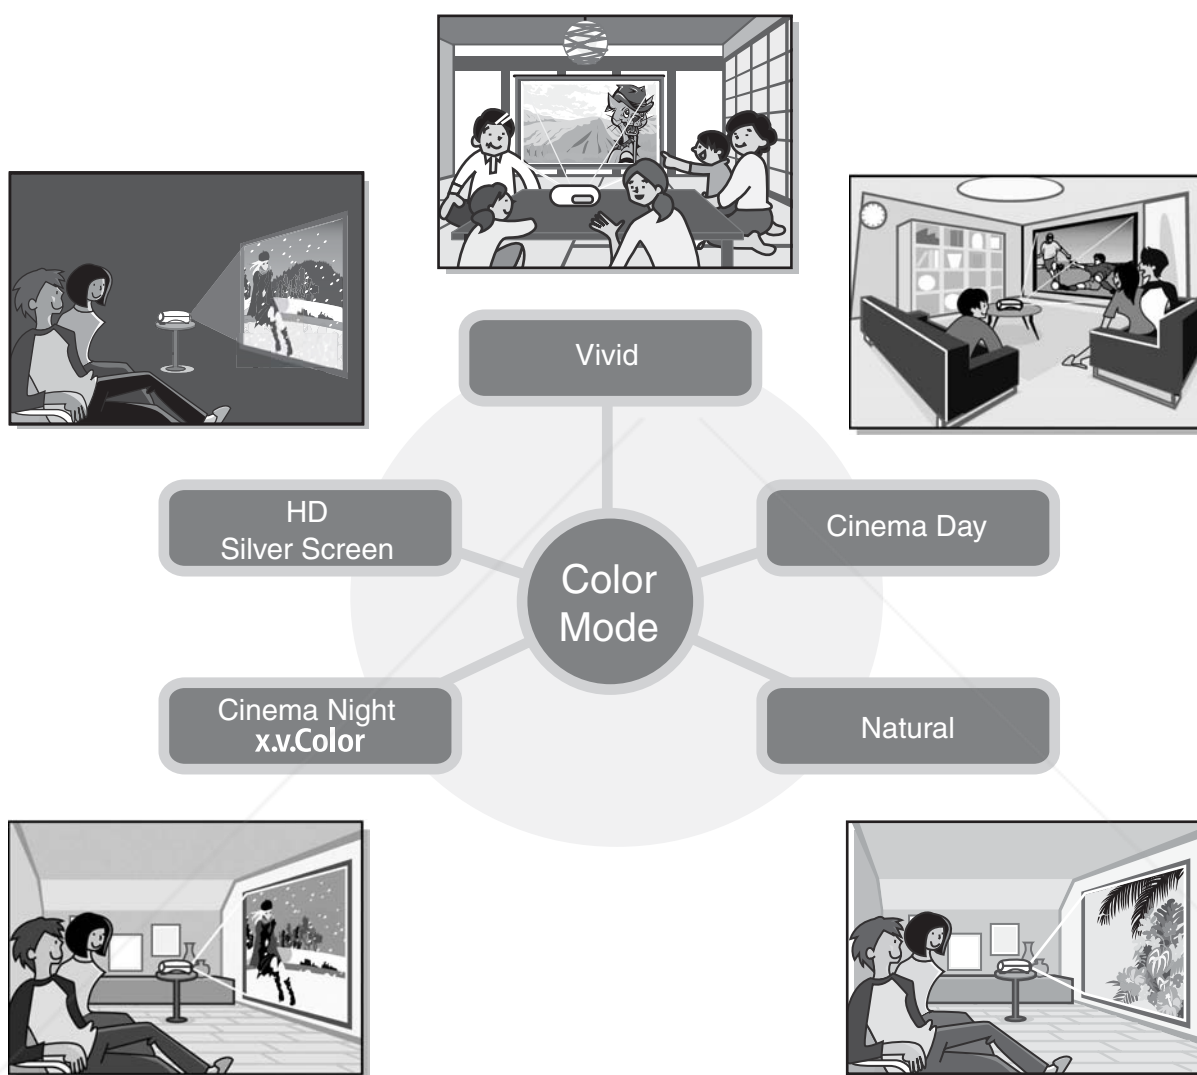 Vivid
HD
Silver Screen
Cinema Day
Color
Mode
Cinema Night
x.v.Color
Natural